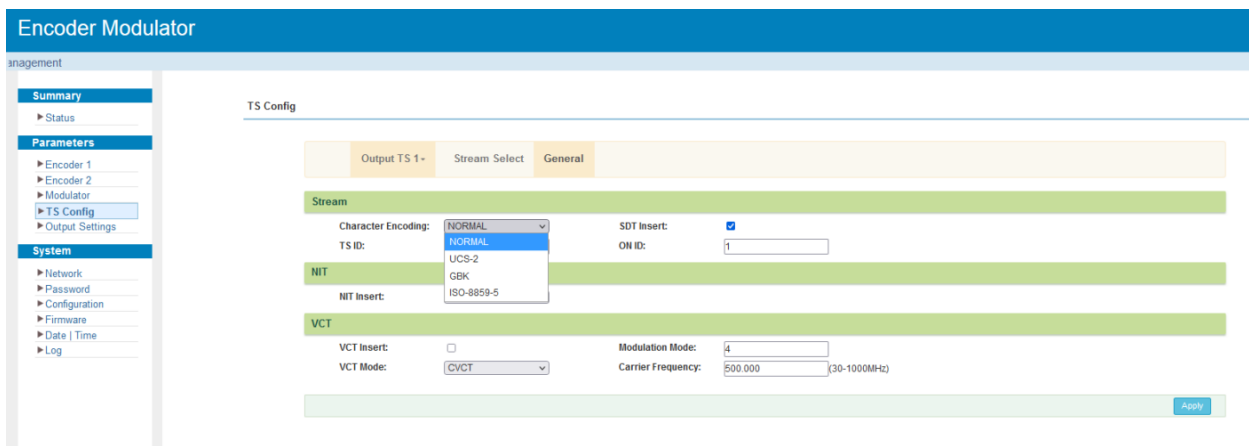 Encoder Modulator
anagement
Summary
Status
Parameters
Encoder 1
Encoder 2
Modulator
TS Config
Output Settings
System
Network
Password
Configuration
Firmware
Date | Time
Log
TS Config
Output TS 1 Stream Select General
Stream
Character Encoding: NORMAL SDT Insert:
NORMAL
TS ID: ON ID: 1
UCS-2
GBK
ISO-8859-5
NIT
NIT Insert:
VCT
VCT Insert: Modulation Mode: 4
VCT Mode: CVCT Carrier Frequency: 500.000 (30-1000MHz)
Apply